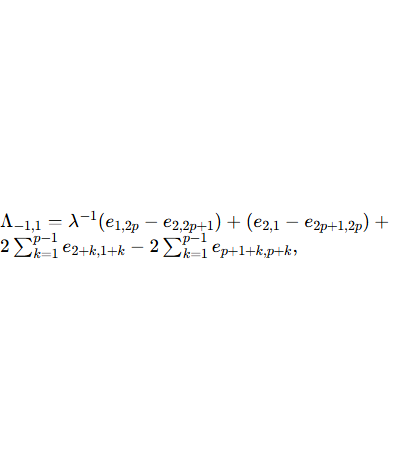 Λ_{−1,1} = λ^{−1}(e_{1,2p} − e_{2,2p+1}) + (e_{2,1} − e_{2p+1,2p}) +
2 ∑_{k=1}^{p−1} e_{2+k,1+k} − 2 ∑_{k=1}^{p−1} e_{p+1+k,p+k},